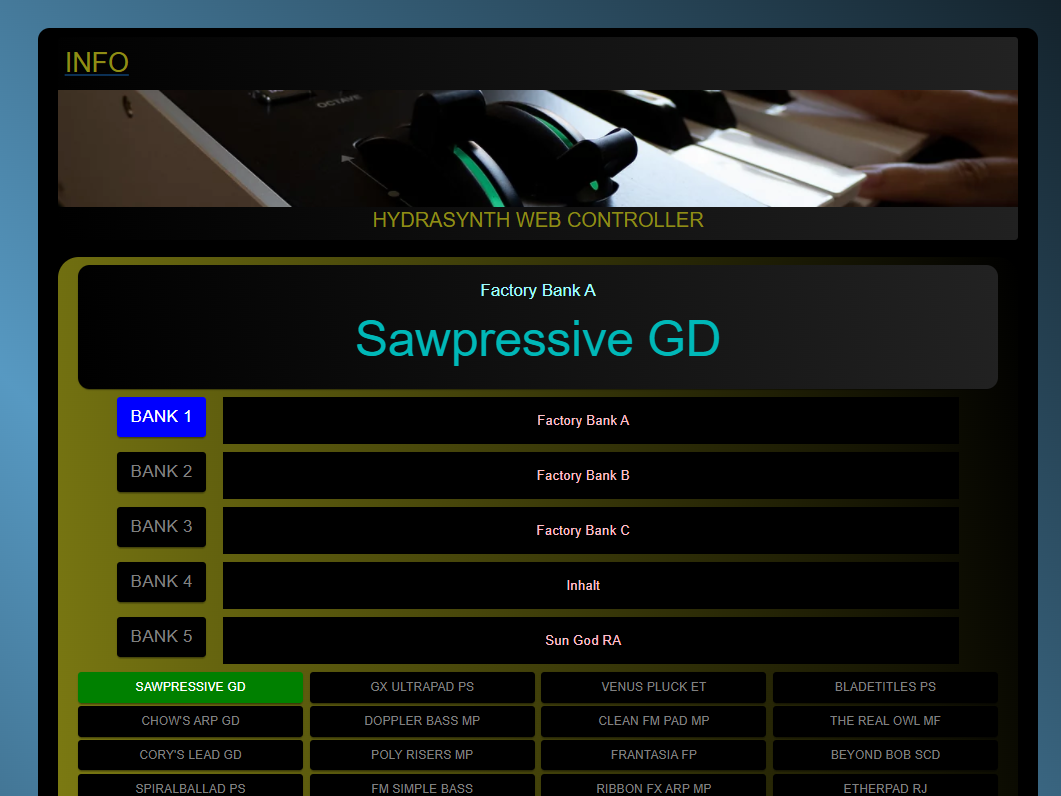 INFO
OCTAVE
HYDRASYNTH WEB CONTROLLER
Factory Bank A
Sawpressive GD
BANK 1 Factory Bank A
BANK 2 Factory Bank B
BANK 3 Factory Bank C
BANK 4 Inhalt
BANK 5 Sun God RA
SAWPRESSIVE GD GX ULTRAPAD PS VENUS PLUCK ET BLADETITLES PS
CHOW'S ARP GD DOPPLER BASS MP CLEAN FM PAD MP THE REAL OWL MF
CORY'S LEAD GD POLY RISERS MP FRANTASIA FP BEYOND BOB SCD
SPIRALBALLAD PS FM SIMPLE BASS RIBBON FX ARP MP ETHERPAD RJ